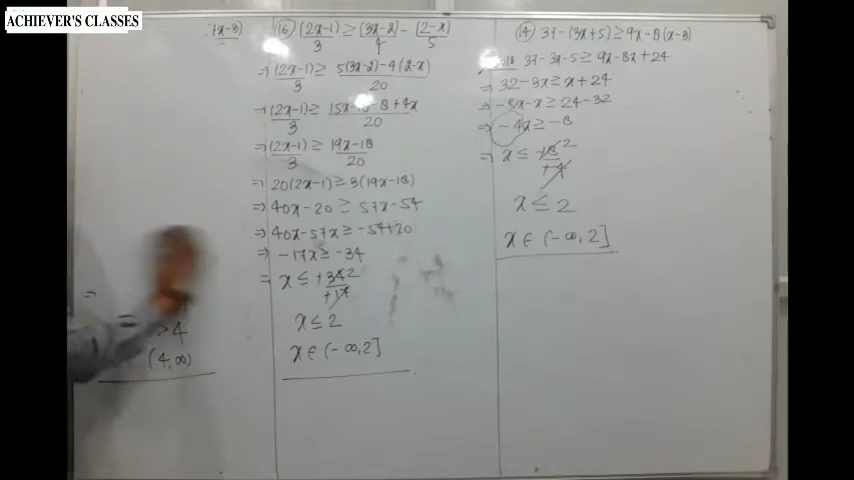 ACHIEVER'S CLASSES
(16) (2x-1)/3 ≥ (3x-2)/4 - (2-x)/5
⇒ (2x-1)/3 ≥ 5(3x-2)-4(2-x)/20
⇒ (2x-1)/3 ≥ 15x-10-8+4x/20
⇒ (2x-1)/3 ≥ 19x-18/20
⇒ 20(2x-1) ≥ 3(19x-18)
⇒ 40x-20 ≥ 57x-54
⇒ 40x-57x ≥ -54+20
⇒ -17x ≥ -34
⇒ x ≤ +34 2/+17
x ≤ 2
x ∈ (-∞,2]
(14) 37-(3x+5) ≥ 9x-8(x-3)
37-3x-5 ≥ 9x-8x+24
⇒ 32-3x ≥ x+24
⇒ -3x-x ≥ 24-32
⇒ -4x ≥ -8
⇒ x ≤ +8 2/+4
x ≤ 2
x ∈ (-∞,2]
>4
(4,∞)